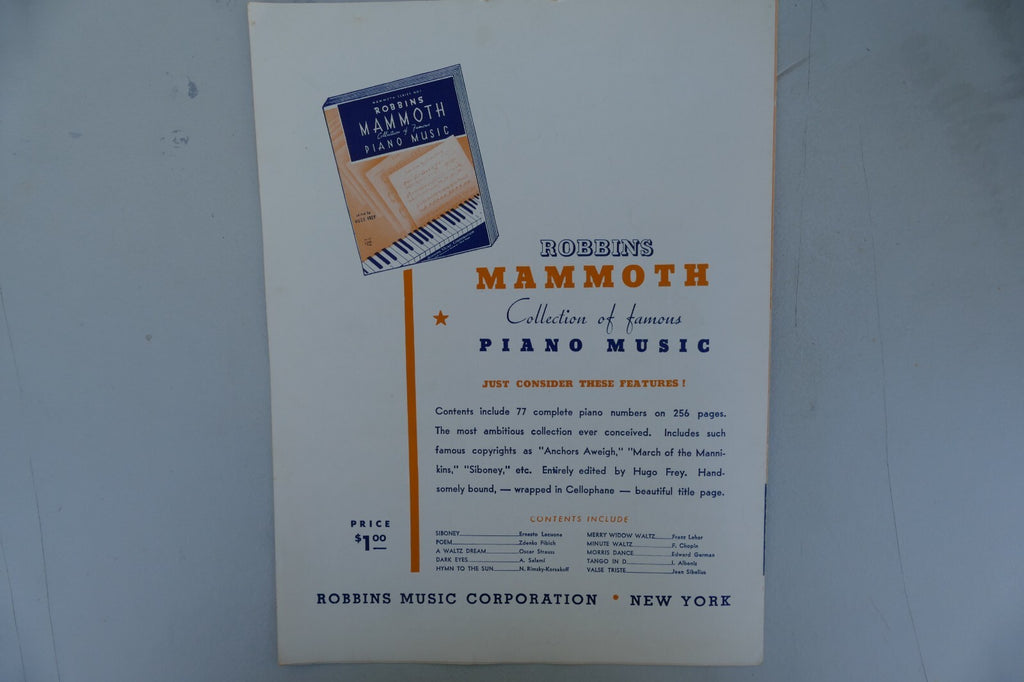 ROBBINS
MAMMOTH
Collection of Famous
PIANO MUSIC
ROBBINS
MAMMOTH
Collection of famous
PIANO MUSIC
JUST CONSIDER THESE FEATURES!
Contents include 77 complete piano numbers on 256 pages.
The most ambitious collection ever conceived. Includes such
famous copyrights as "Anchors Aweigh," "March of the Manni-
kins," "Siboney," etc. Entirely edited by Hugo Frey. Hand-
somely bound, — wrapped in Cellophane — beautiful title page.
PRICE
$1.00
CONTENTS INCLUDE
SIBONEY Ernesto Lecuona
POEM Zdenko Fibich
A WALTZ DREAM Oscar Strauss
DARK EYES A. Salami
HYMN TO THE SUN N. Rimsky-Korsakoff
MERRY WIDOW WALTZ Franz Lehar
MINUTE WALTZ F. Chopin
MORRIS DANCE Edward German
TANGO IN D I. Albeniz
VALSE TRISTE Jean Sibelius
ROBBINS MUSIC CORPORATION • NEW YORK